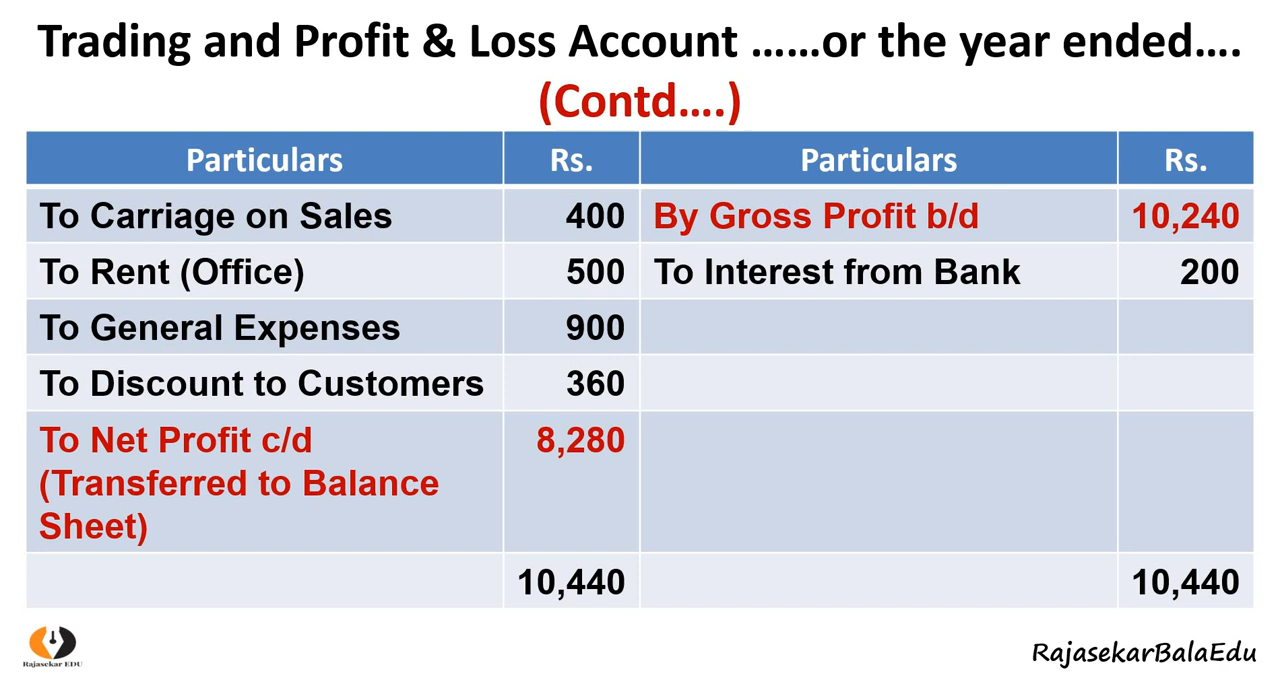 Trading and Profit & Loss Account ……or the year ended….
(Contd….)
Particulars Rs. Particulars Rs.
To Carriage on Sales 400 By Gross Profit b/d 10,240
To Rent (Office) 500 To Interest from Bank 200
To General Expenses 900
To Discount to Customers 360
To Net Profit c/d 8,280
(Transferred to Balance
Sheet)
10,440 10,440
Rajasekar EDU
RajasekarBalaEdu